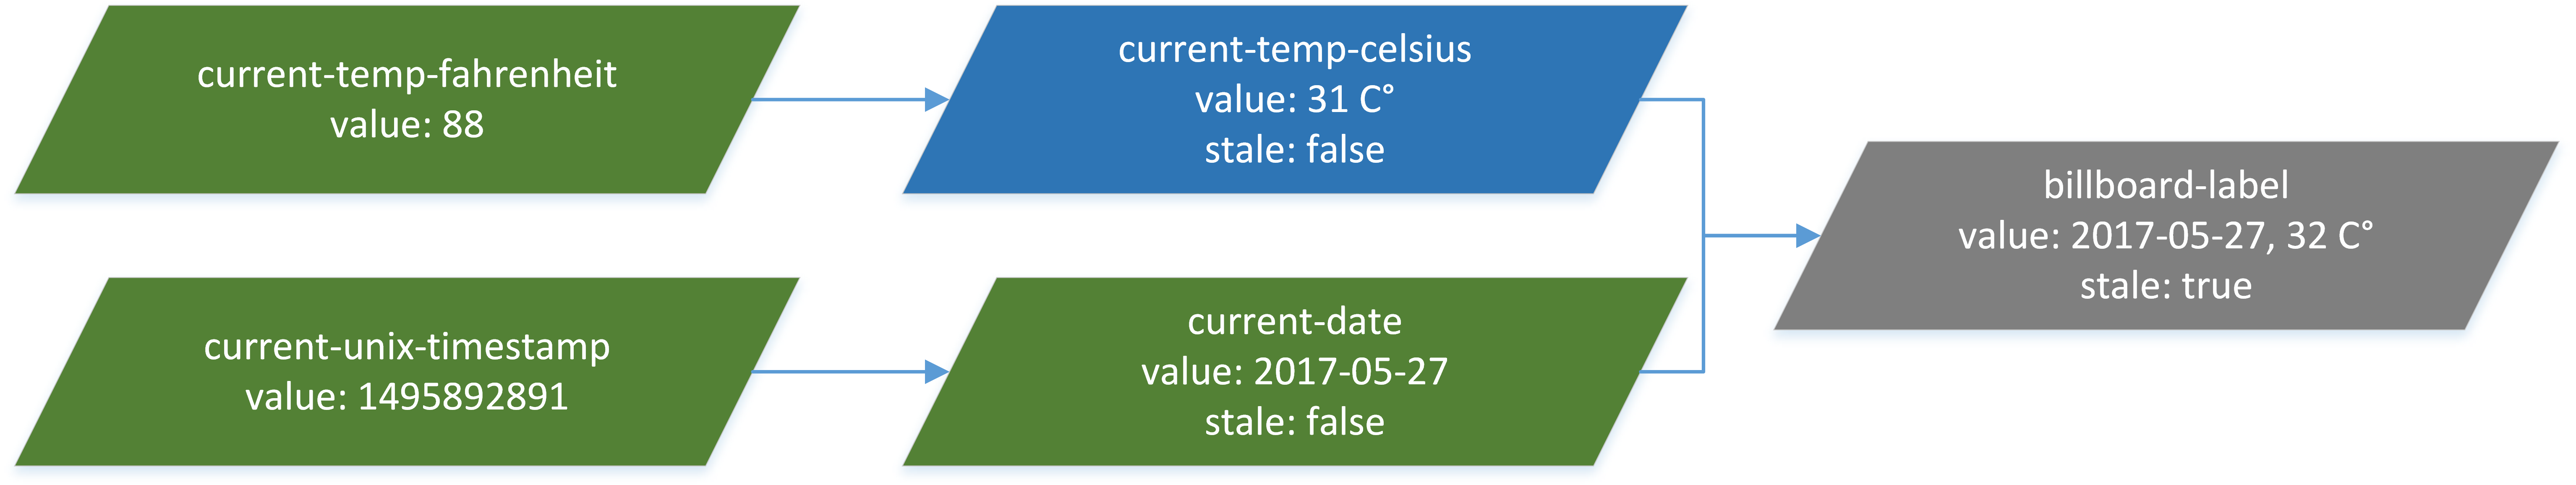 current-temp-fahrenheit
value: 88
current-temp-celsius
value: 31 C°
stale: false
current-unix-timestamp
value: 1495892891
current-date
value: 2017-05-27
stale: false
billboard-label
value: 2017-05-27, 32 C°
stale: true